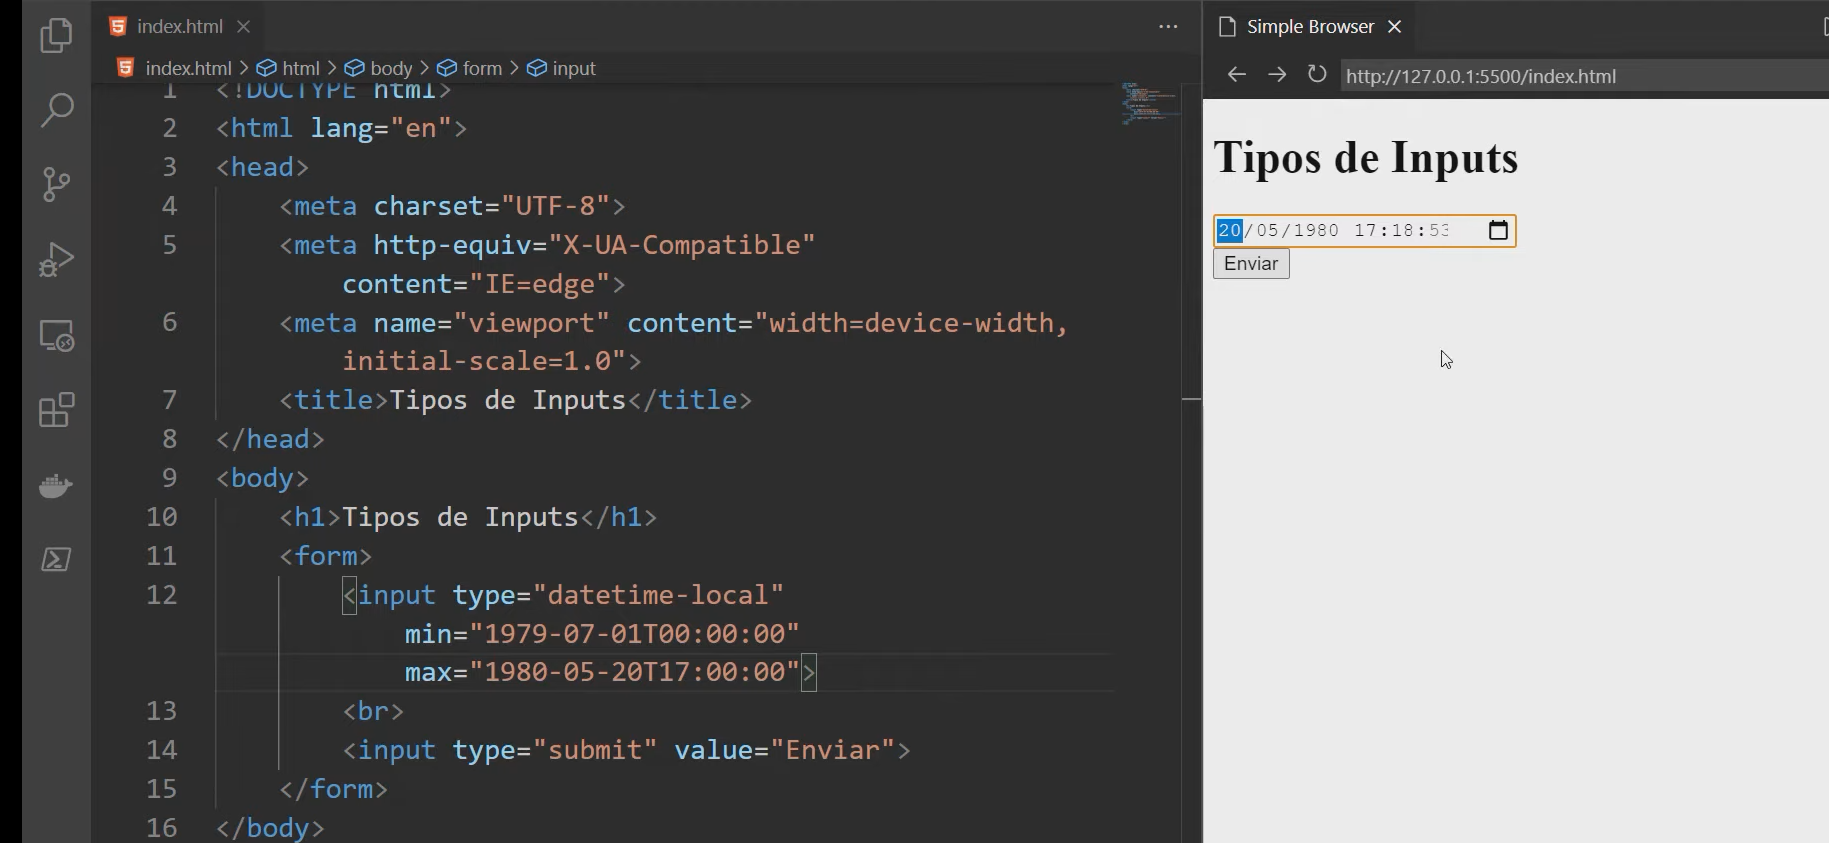 index.html
index.html > html > body > form > input
1 <!DOCTYPE html>
2 <html lang="en">
3 <head>
4 <meta charset="UTF-8">
5 <meta http-equiv="X-UA-Compatible"
content="IE=edge">
6 <meta name="viewport" content="width=device-width,
initial-scale=1.0">
7 <title>Tipos de Inputs</title>
8 </head>
9 <body>
10 <h1>Tipos de Inputs</h1>
11 <form>
12 <input type="datetime-local"
min="1979-07-01T00:00:00"
max="1980-05-20T17:00:00">
13 <br>
14 <input type="submit" value="Enviar">
15 </form>
16 </body>
Simple Browser
http://127.0.0.1:5500/index.html
Tipos de Inputs
20/05/1980 17:18:53
Enviar